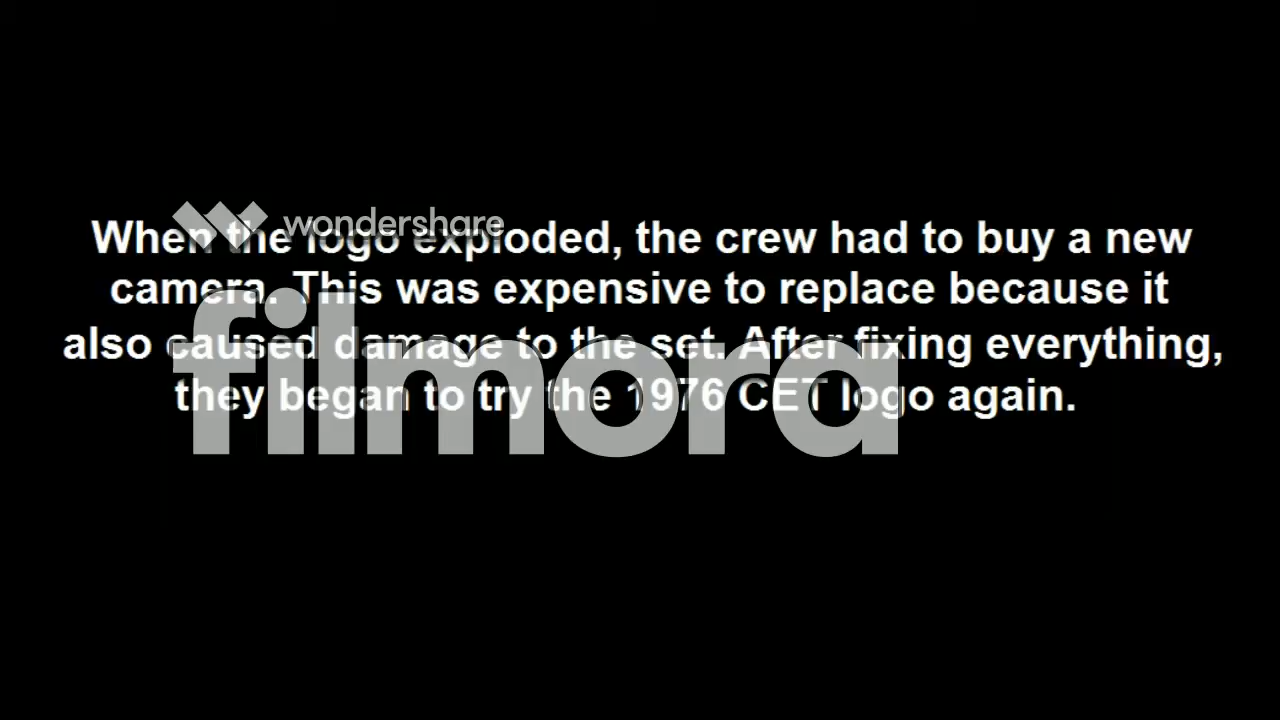 wondershare
When the logo exploded, the crew had to buy a new
camera. This was expensive to replace because it
also caused damage to the set. After fixing everything,
they began to try the 1976 CET logo again.
filmora